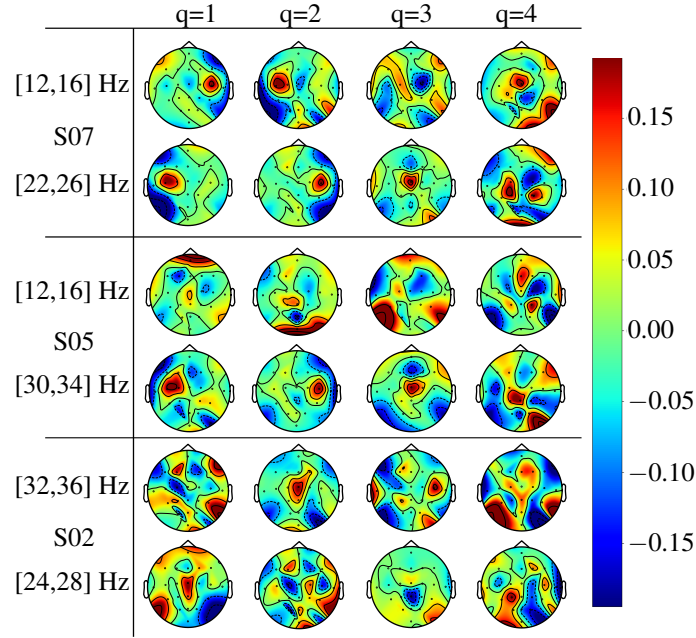 q=1 q=2 q=3 q=4
[12,16] Hz
S07
[22,26] Hz
[12,16] Hz
S05
[30,34] Hz
[32,36] Hz
S02
[24,28] Hz
0.15
0.10
0.05
0.00
−0.05
−0.10
−0.15